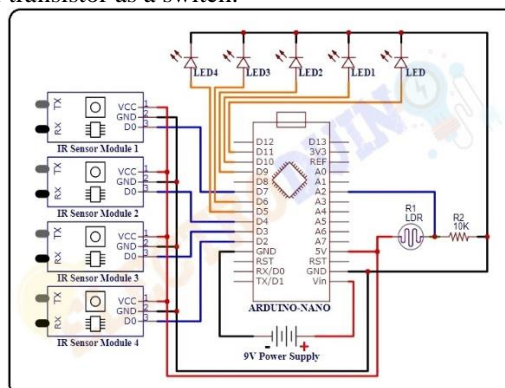 transistor as a switch.
LED4 LED3 LED2 LED1 LED
TX
RX
VCC 1
GND 2
D0 3
IR Sensor Module 1
TX
RX
VCC 1
GND 2
D0 3
IR Sensor Module 2
TX
RX
VCC 1
GND 2
D0 3
IR Sensor Module 3
TX
RX
VCC 1
GND 2
D0 3
IR Sensor Module 4
D12 D13
D11 3V3
D10 REF
D9 A0
D8 A1
D7 A2
D6 A3
D5 A4
D4 A5
D3 A6
D2 A7
GND 5V
RST RST
RX/D0 GND
TX/D1 Vin
ARDUINO-NANO
R1
LDR
R2
10K
- +
9V Power Supply